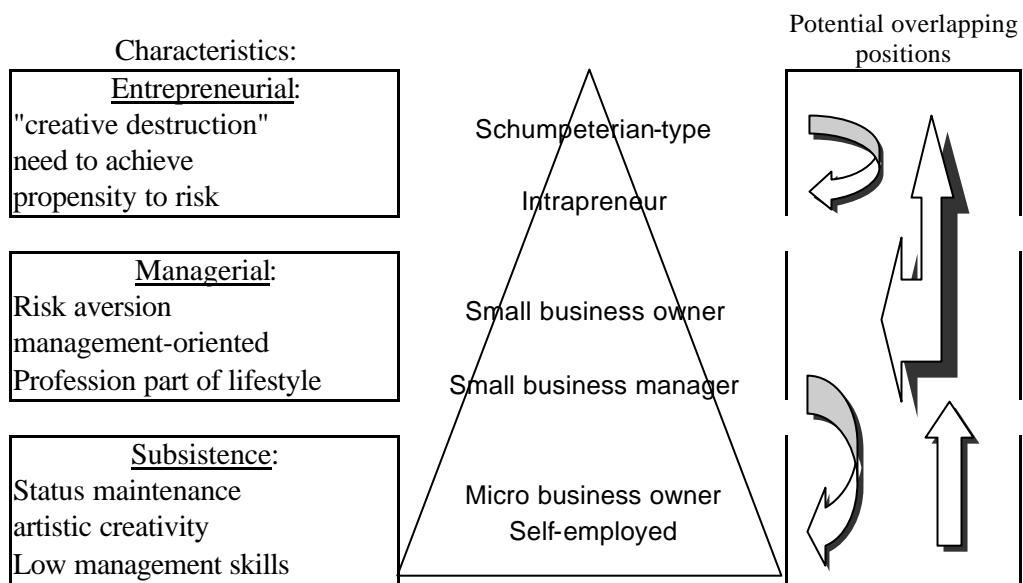 Characteristics:
Entrepreneurial:
"creative destruction"
need to achieve
propensity to risk
Managerial:
Risk aversion
management-oriented
Profession part of lifestyle
Subsistence:
Status maintenance
artistic creativity
Low management skills
Schumpeterian-type
Intrapreneur
Small business owner
Small business manager
Micro business owner
Self-employed
Potential overlapping
positions